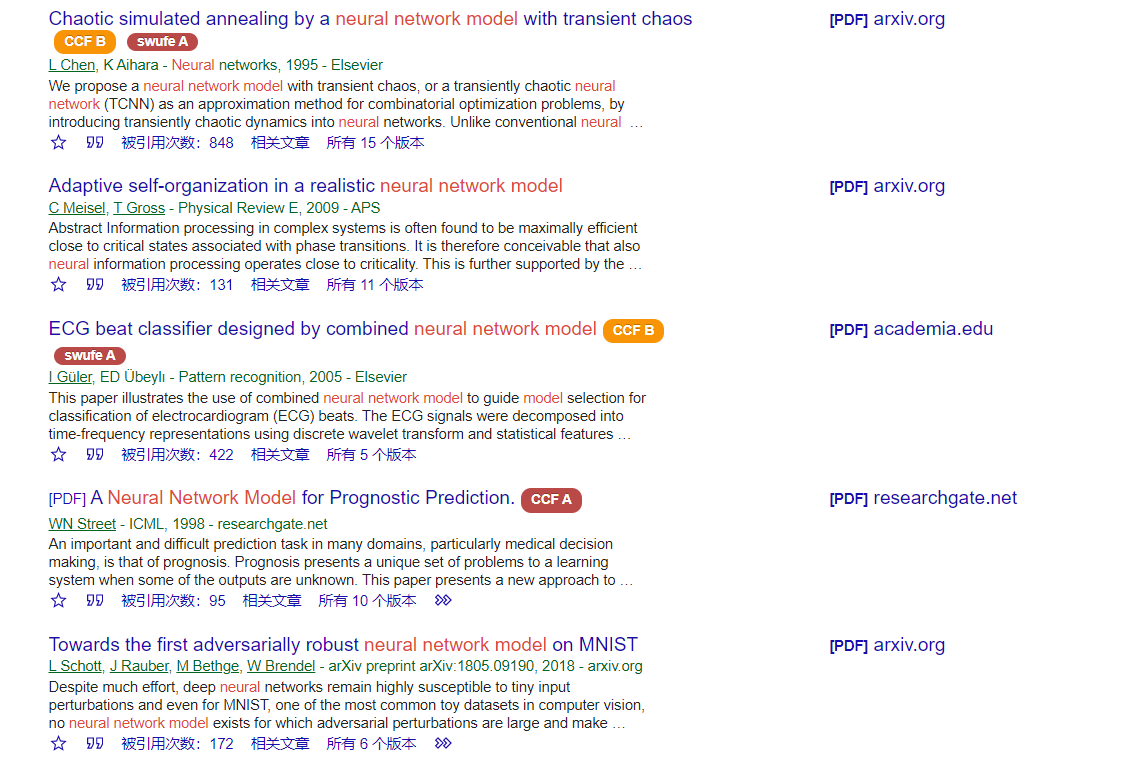 Chaotic simulated annealing by a neural network model with transient chaos [PDF] arxiv.org
CCF B swufe A
L Chen, K Aihara - Neural networks, 1995 - Elsevier
We propose a neural network model with transient chaos, or a transiently chaotic neural
network (TCNN) as an approximation method for combinatorial optimization problems, by
introducing transiently chaotic dynamics into neural networks. Unlike conventional neural …
被引用次数：848 相关文章 所有 15 个版本
Adaptive self-organization in a realistic neural network model [PDF] arxiv.org
C Meisel, T Gross - Physical Review E, 2009 - APS
Abstract Information processing in complex systems is often found to be maximally efficient
close to critical states associated with phase transitions. It is therefore conceivable that also
neural information processing operates close to criticality. This is further supported by the …
被引用次数：131 相关文章 所有 11 个版本
ECG beat classifier designed by combined neural network model CCF B [PDF] academia.edu
swufe A
I Güler, ED Übeylı - Pattern recognition, 2005 - Elsevier
This paper illustrates the use of combined neural network model to guide model selection for
classification of electrocardiogram (ECG) beats. The ECG signals were decomposed into
time-frequency representations using discrete wavelet transform and statistical features …
被引用次数：422 相关文章 所有 5 个版本
[PDF] A Neural Network Model for Prognostic Prediction. CCF A [PDF] researchgate.net
WN Street - ICML, 1998 - researchgate.net
An important and difficult prediction task in many domains, particularly medical decision
making, is that of prognosis. Prognosis presents a unique set of problems to a learning
system when some of the outputs are unknown. This paper presents a new approach to …
被引用次数：95 相关文章 所有 10 个版本
Towards the first adversarially robust neural network model on MNIST [PDF] arxiv.org
L Schott, J Rauber, M Bethge, W Brendel - arXiv preprint arXiv:1805.09190, 2018 - arxiv.org
Despite much effort, deep neural networks remain highly susceptible to tiny input
perturbations and even for MNIST, one of the most common toy datasets in computer vision,
no neural network model exists for which adversarial perturbations are large and make …
被引用次数：172 相关文章 所有 6 个版本